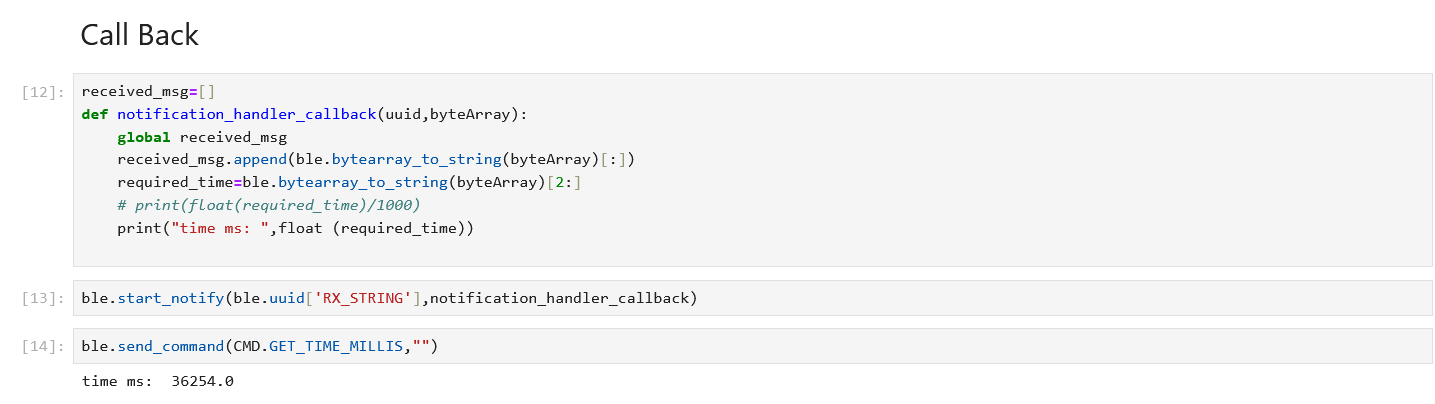 Call Back
[12]:
received_msg=[]
def notification_handler_callback(uuid,byteArray):
    global received_msg
    received_msg.append(ble.bytearray_to_string(byteArray)[:])
    required_time=ble.bytearray_to_string(byteArray)[2:]
    # print(float(required_time)/1000)
    print("time ms: ",float (required_time))
[13]:
ble.start_notify(ble.uuid['RX_STRING'],notification_handler_callback)
[14]:
ble.send_command(CMD.GET_TIME_MILLIS,"")
time ms:  36254.0